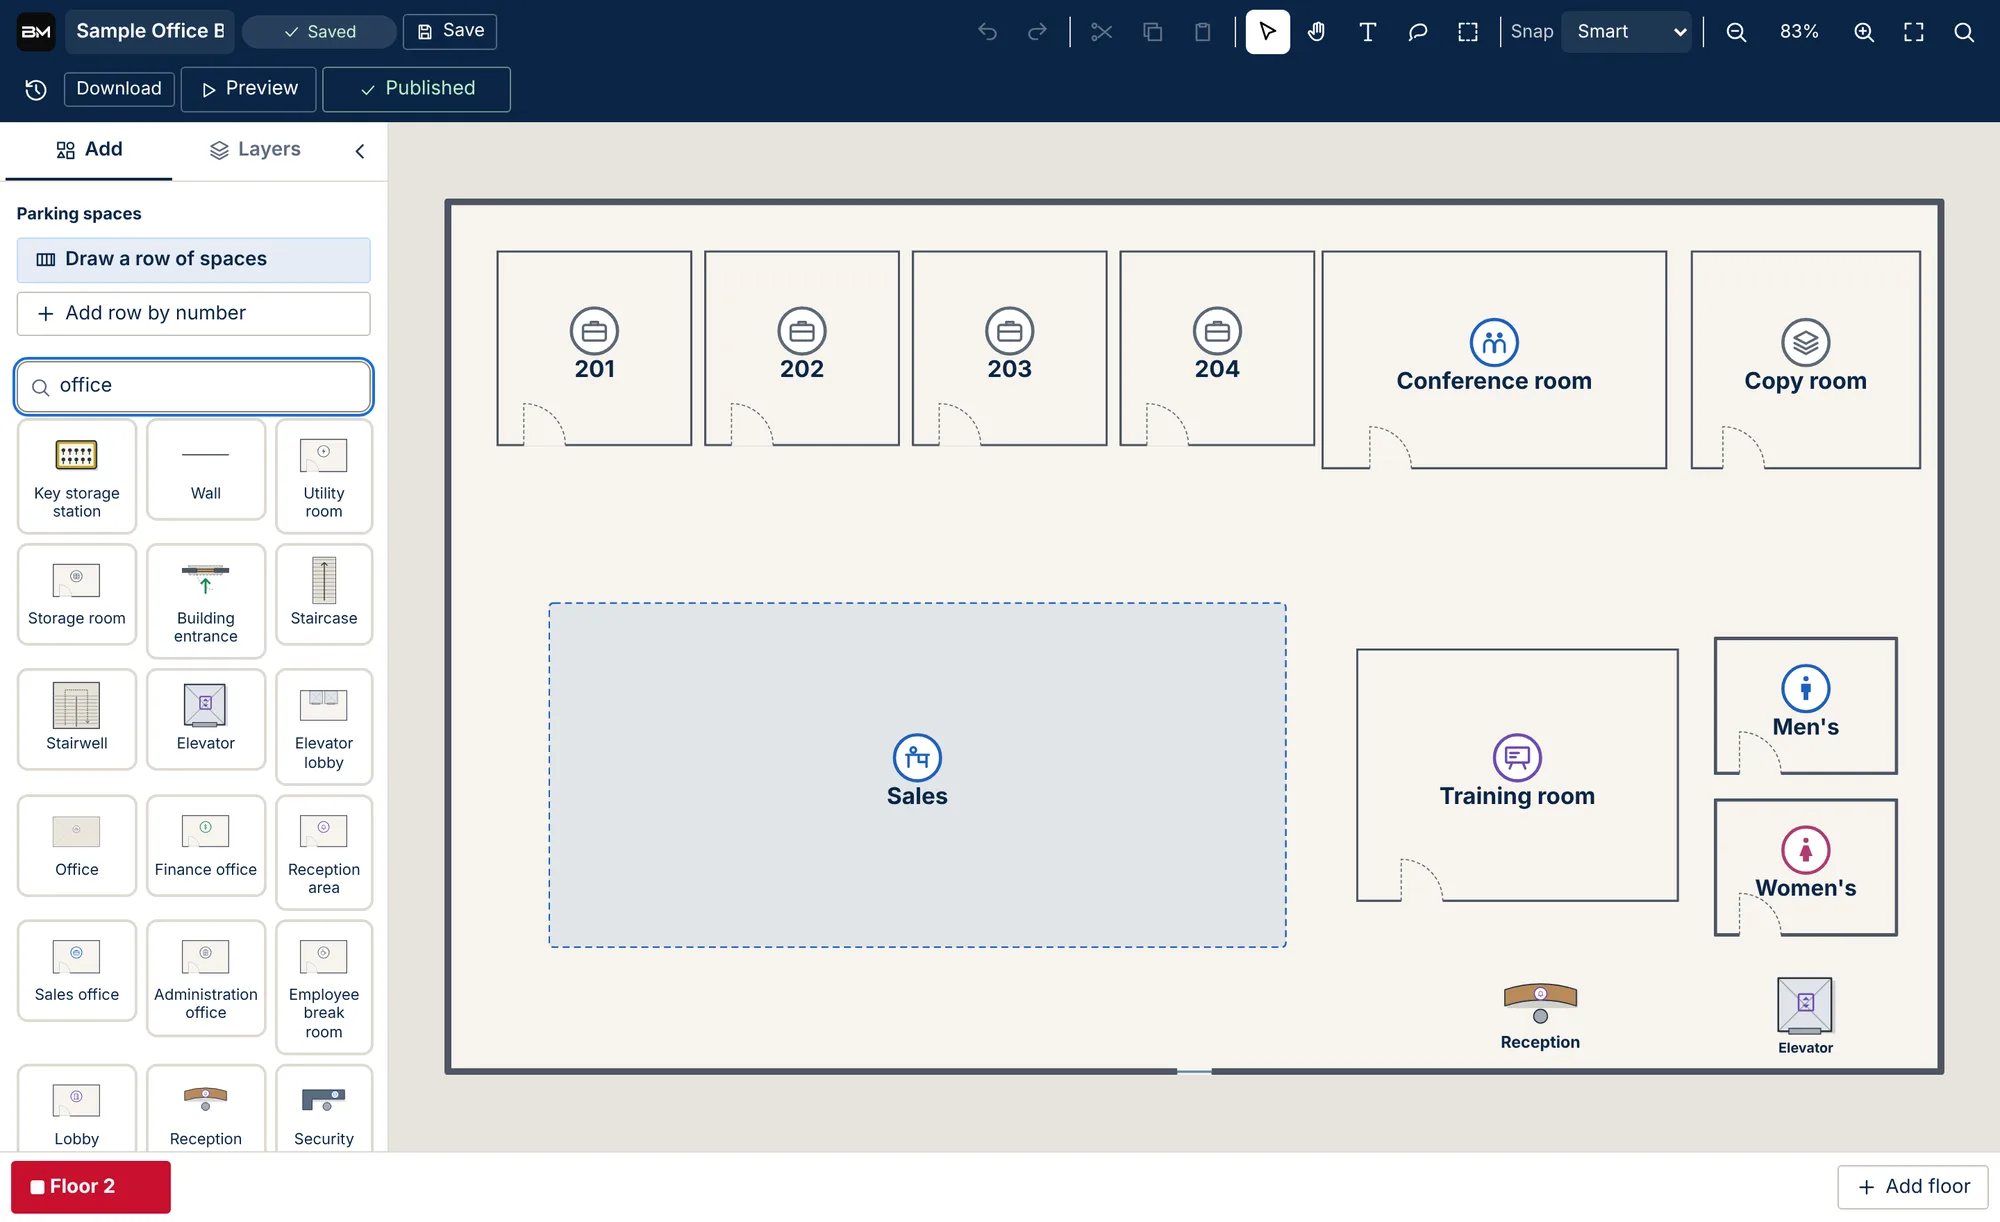 BM
Sample Office B
Saved
Save
Snap
Smart
83%
Download
Preview
Published
Add
Layers
Parking spaces
Draw a row of spaces
Add row by number
office
Key storage
station
Wall
Utility
room
Storage room
Building
entrance
Staircase
Stairwell
Elevator
Elevator
lobby
Office
Finance office
Reception
area
Sales office
Administration
office
Employee
break
room
Lobby
Reception
Security
201
202
203
204
Conference room
Copy room
Sales
Training room
Men's
Women's
Reception
Elevator
Floor 2
Add floor